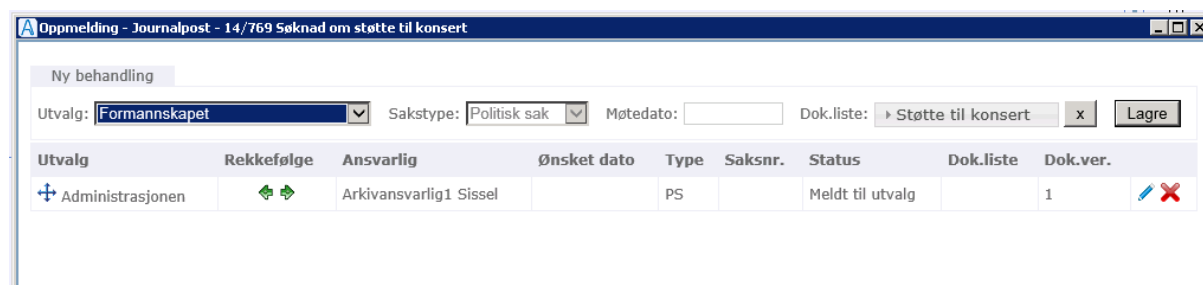 Oppmelding - Journalpost - 14/769 Søknad om støtte til konsert
Ny behandling
Utvalg: Formannskapet Sakstype: Politisk sak Møtedato: Dok.liste: Støtte til konsert x Lagre
Utvalg Rekkefølge Ansvarlig Ønsket dato Type Saksnr. Status Dok.liste Dok.ver.
Administrasjonen Arkivansvarlig1 Sissel PS Meldt til utvalg 1